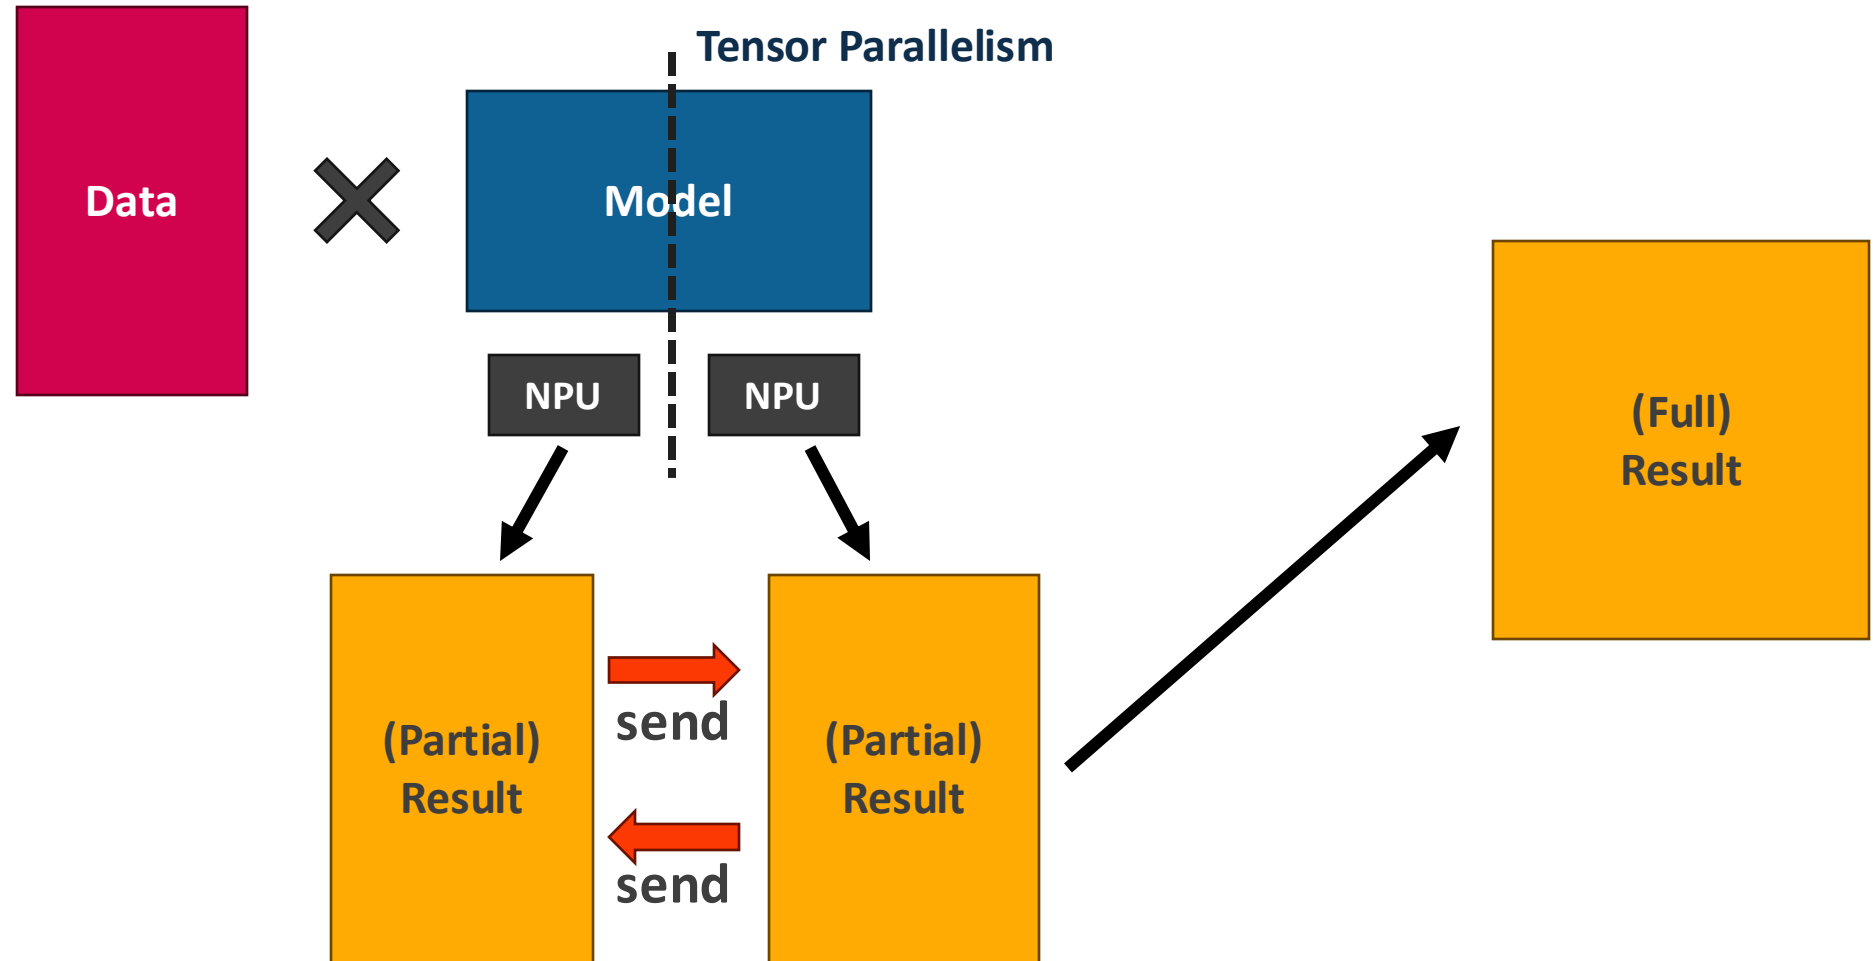 Tensor Parallelism
Data
Model
NPU
NPU
(Full)
Result
send
(Partial)
Result
(Partial)
Result
send